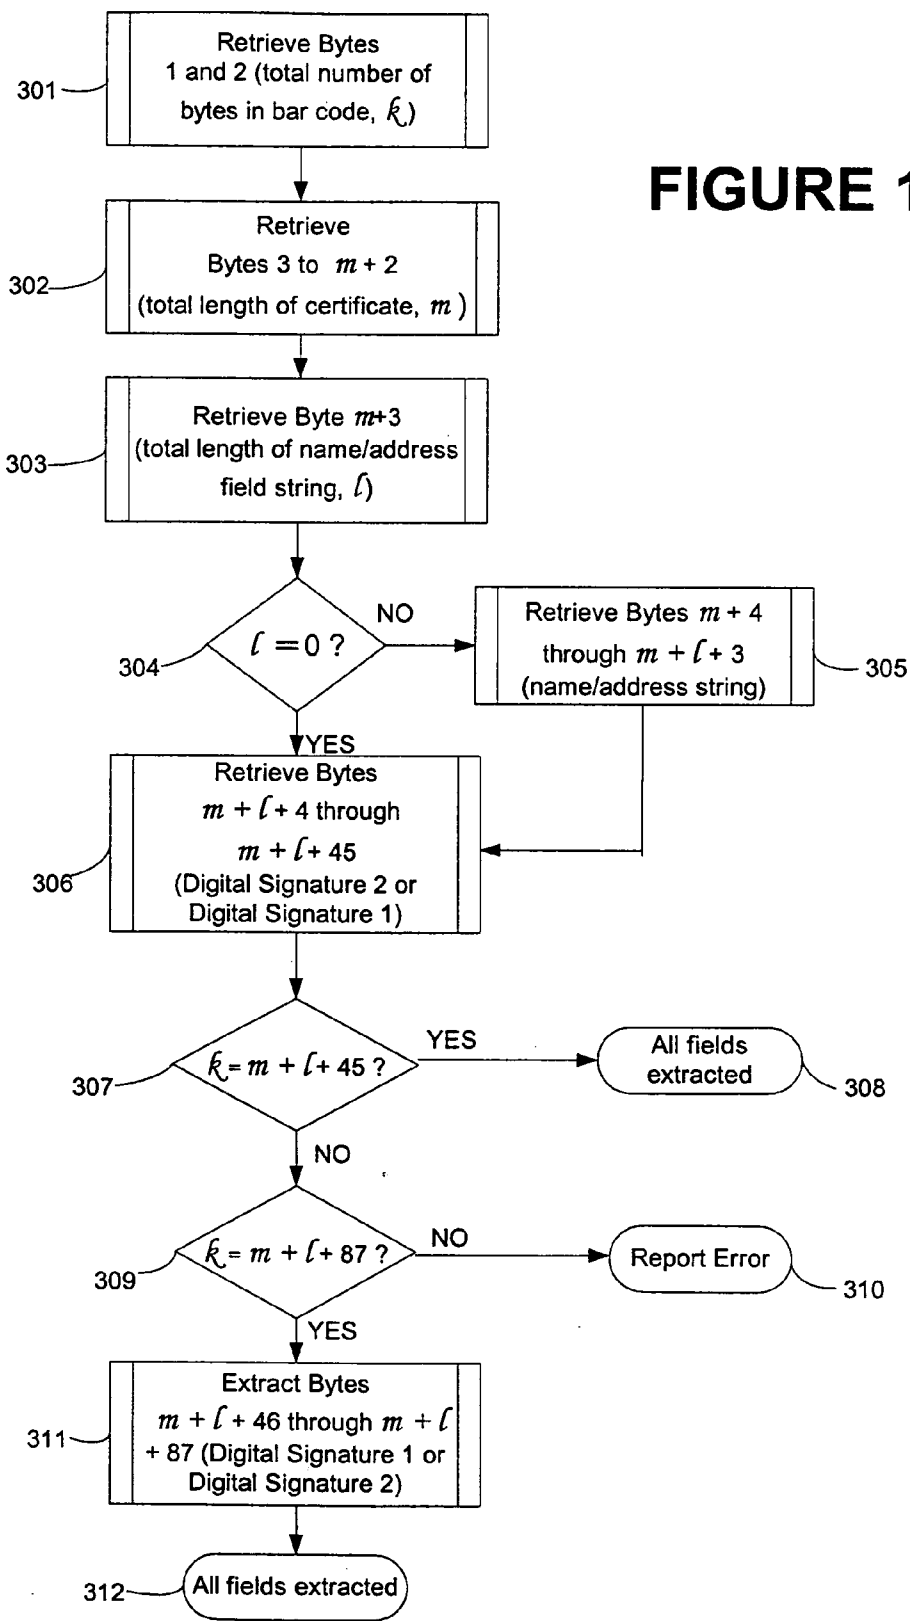 Retrieve Bytes
1 and 2 (total number of
bytes in bar code, k)
301
FIGURE 1
Retrieve
Bytes 3 to m + 2
(total length of certificate, m )
302
Retrieve Byte m+3
(total length of name/address
field string, l)
303
l = 0 ?
304
NO
Retrieve Bytes m + 4
through m + l + 3
(name/address string)
305
YES
Retrieve Bytes
m + l + 4 through
m + l + 45
(Digital Signature 2 or
Digital Signature 1)
306
k = m + l + 45 ?
307
YES
All fields
extracted
308
NO
k = m + l + 87 ?
309
NO
Report Error
310
YES
Extract Bytes
m + l + 46 through m + l
+ 87 (Digital Signature 1 or
Digital Signature 2)
311
All fields extracted
312